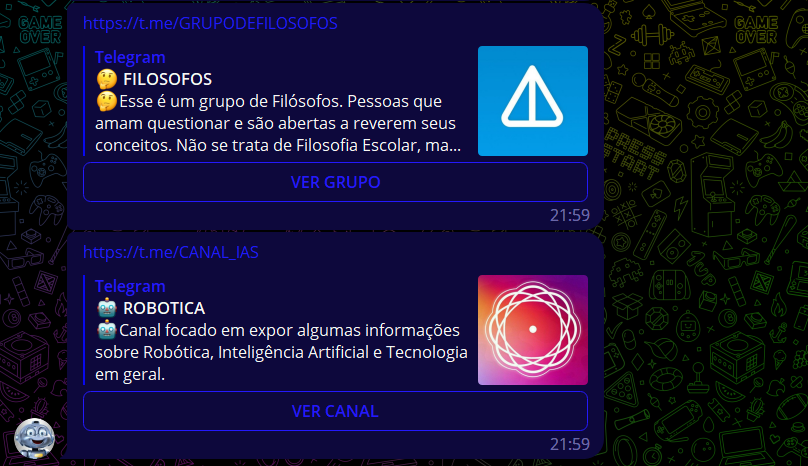 https://t.me/GRUPODEFILOSOFOS
Telegram
🤔 FILOSOFOS
🤔Esse é um grupo de Filósofos. Pessoas que
amam questionar e são abertas a reverem seus
conceitos. Não se trata de Filosofia Escolar, ma...
VER GRUPO
21:59
https://t.me/CANAL_IAS
Telegram
🤖 ROBOTICA
🤖Canal focado em expor algumas informações
sobre Robótica, Inteligência Artificial e Tecnologia
em geral.
VER CANAL
21:59
GAME
OVER
GAME
OVER
PRESS
START